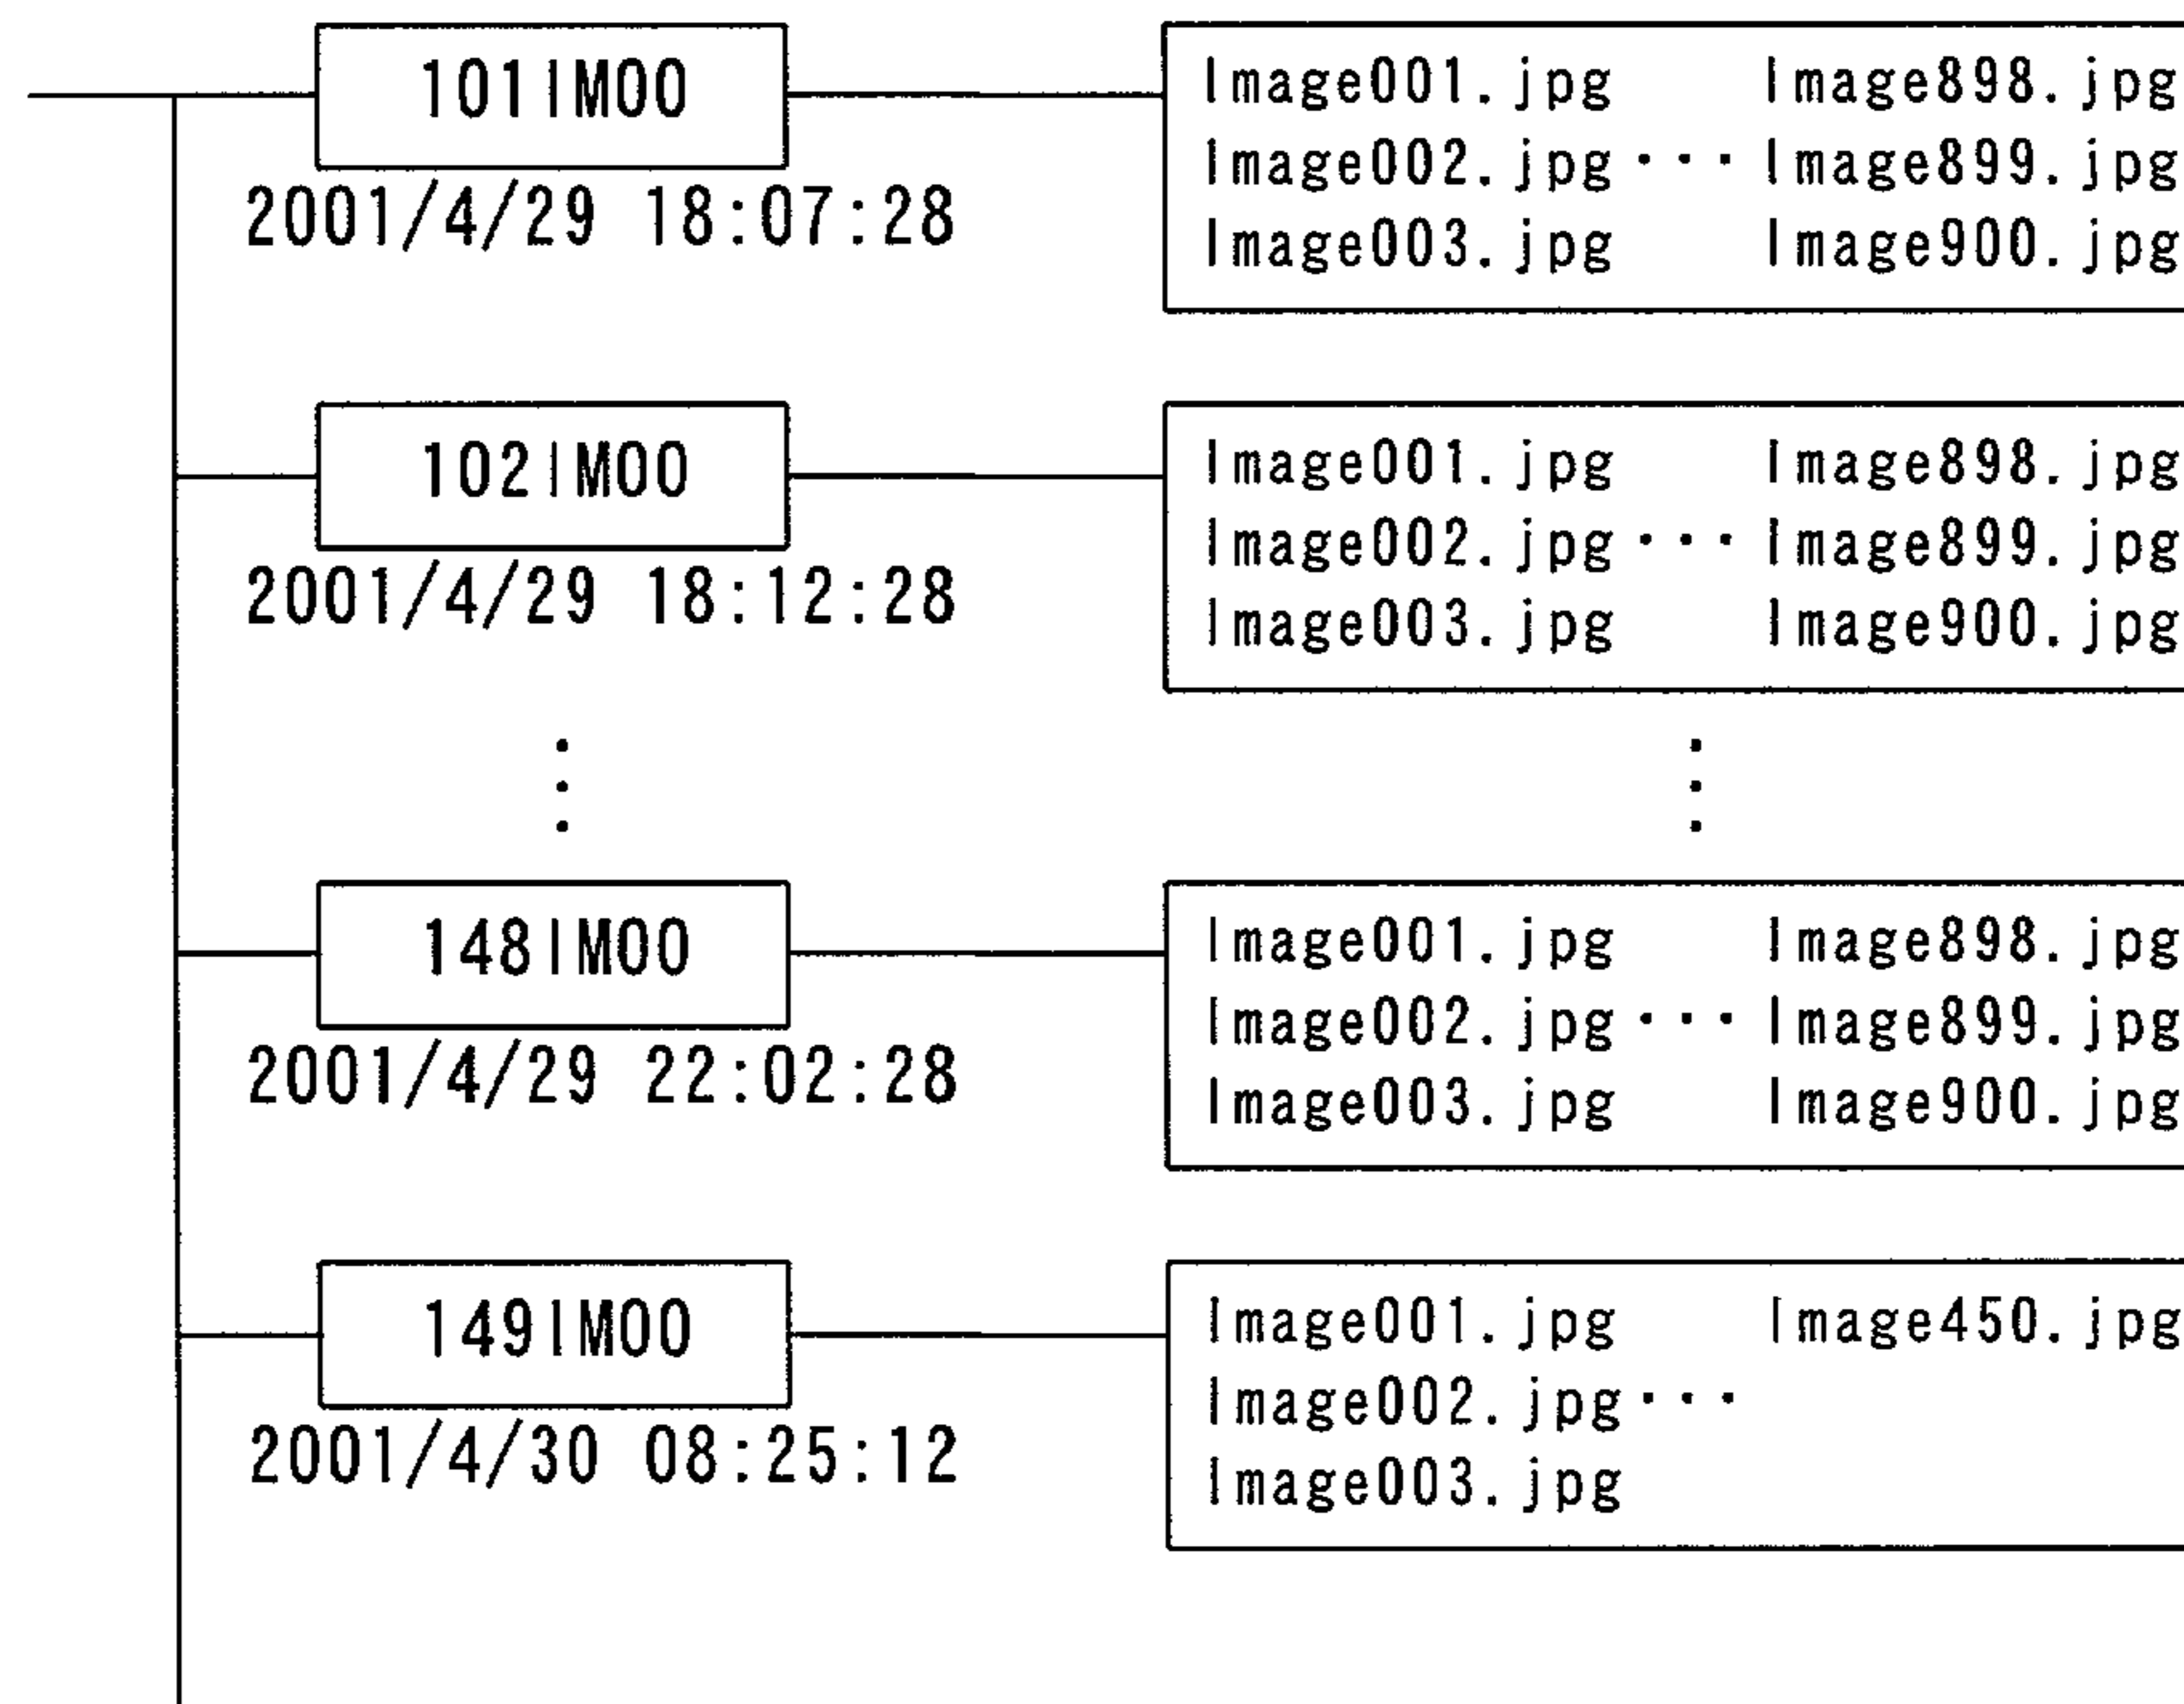 101IM00
2001/4/29 18:07:28
Image001.jpg Image898.jpg
Image002.jpg ··· Image899.jpg
Image003.jpg Image900.jpg
102IM00
2001/4/29 18:12:28
Image001.jpg Image898.jpg
Image002.jpg ··· Image899.jpg
Image003.jpg Image900.jpg
148IM00
2001/4/29 22:02:28
Image001.jpg Image898.jpg
Image002.jpg ··· Image899.jpg
Image003.jpg Image900.jpg
149IM00
2001/4/30 08:25:12
Image001.jpg Image450.jpg
Image002.jpg ···
Image003.jpg